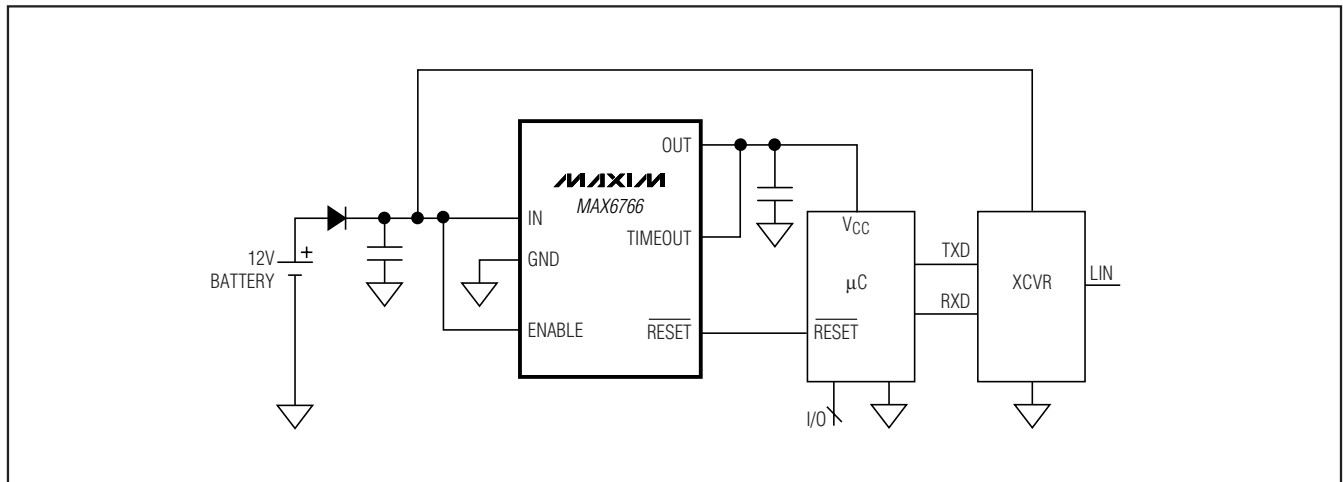 12V
BATTERY
+
IN
GND
ENABLE
MAXIM
MAX6766
OUT
TIMEOUT
RESET
VCC
µC
RESET
I/O
TXD
RXD
XCVR
LIN